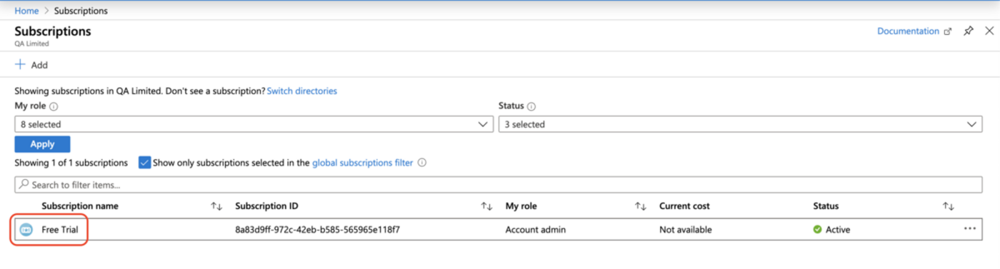 Home > Subscriptions
Subscriptions
Documentation
QA Limited
+ Add
Showing subscriptions in QA Limited. Don't see a subscription? Switch directories
My role
Status
8 selected
3 selected
Apply
Showing 1 of 1 subscriptions Show only subscriptions selected in the global subscriptions filter
Search to filter items...
Subscription name ↑↓ Subscription ID ↑↓ My role ↑↓ Current cost Status ↑↓
Free Trial 8a83d9ff-972c-42eb-b585-565965e118f7 Account admin Not available Active ...